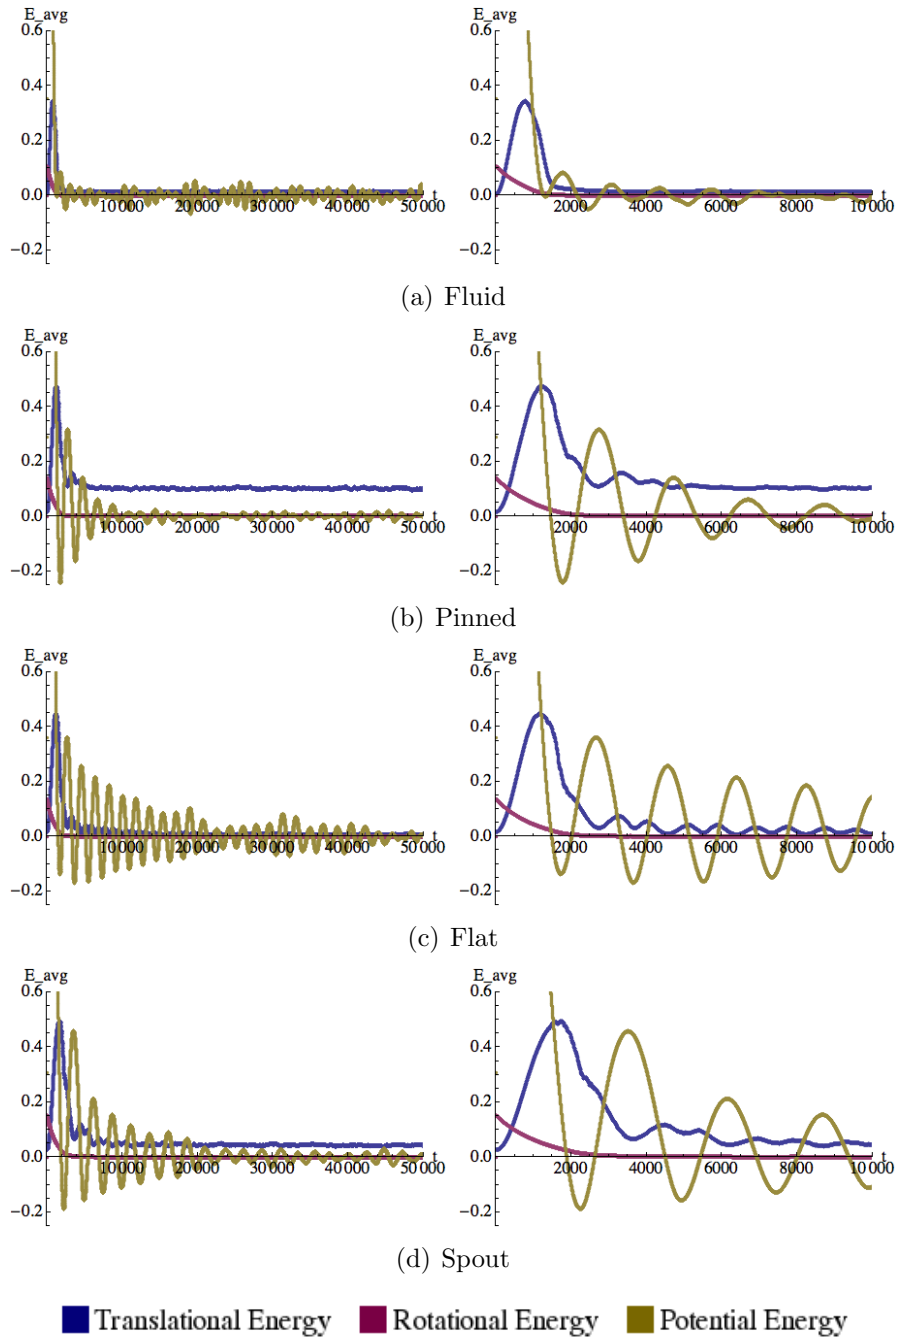 E_avg E_avg
0.6 0.6
0.4 0.4
0.2 0.2
0.0 10000 20000 30000 40000 50000 t 0.0 2000 4000 6000 8000 10000 t
−0.2 −0.2
(a) Fluid
E_avg E_avg
0.6 0.6
0.4 0.4
0.2 0.2
0.0 10000 20000 30000 40000 50000 t 0.0 2000 4000 6000 8000 10000 t
−0.2 −0.2
(b) Pinned
E_avg E_avg
0.6 0.6
0.4 0.4
0.2 0.2
0.0 10000 20000 30000 40000 50000 t 0.0 2000 4000 6000 8000 10000 t
−0.2 −0.2
(c) Flat
E_avg E_avg
0.6 0.6
0.4 0.4
0.2 0.2
0.0 10000 20000 30000 40000 50000 t 0.0 2000 4000 6000 8000 10000 t
−0.2 −0.2
(d) Spout
Translational Energy Rotational Energy Potential Energy